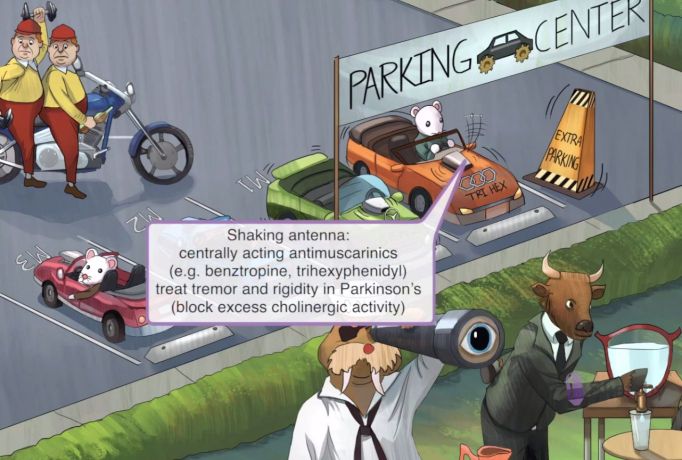 PARKING CENTER
EXTRA
PARKING
TRI HEX
M1
M2
M3
Shaking antenna:
centrally acting antimuscarinics
(e.g. benztropine, trihexyphenidyl)
treat tremor and rigidity in Parkinson's
(block excess cholinergic activity)